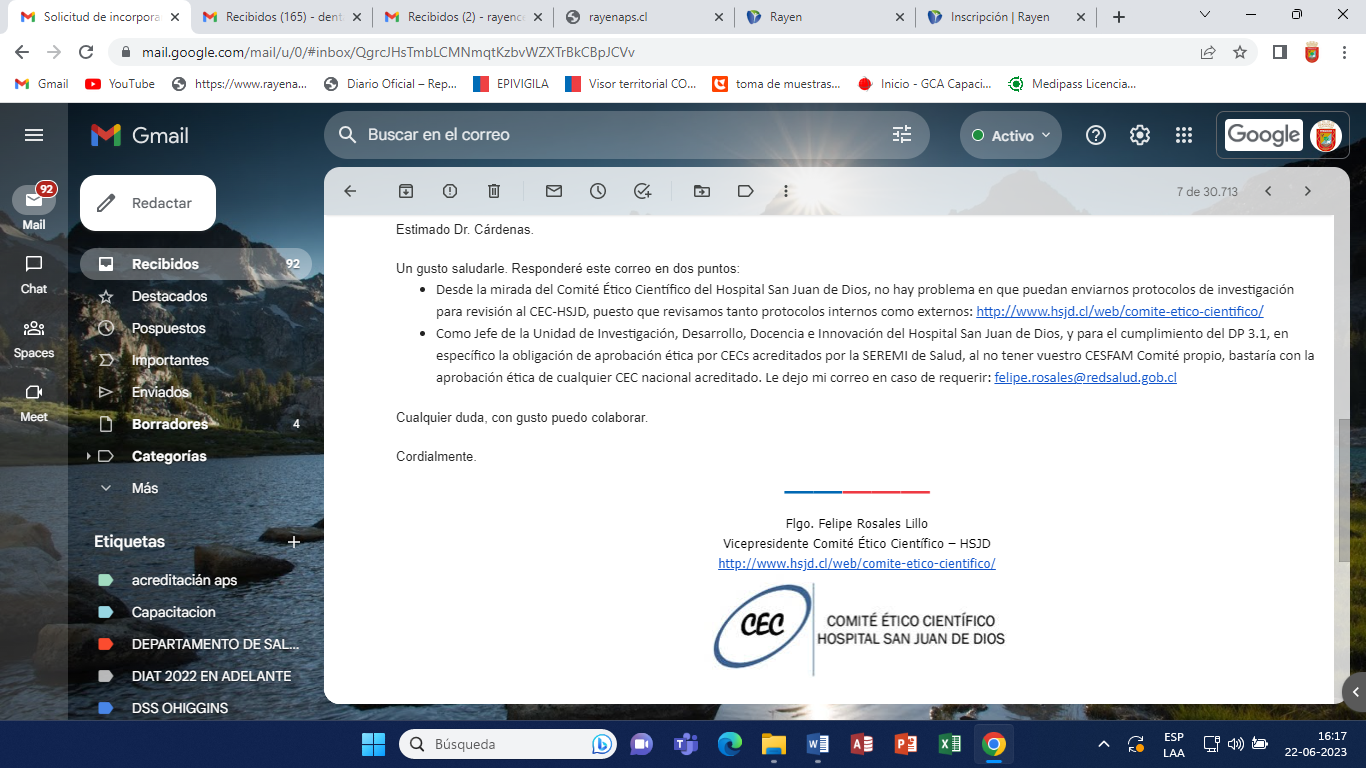 Solicitud de incorpora
Recibidos (165) - dent
Recibidos (2) - rayenc
rayenaps.cl
Rayen
Inscripción | Rayen
mail.google.com/mail/u/0/#inbox/QgrcJHsTmbLCMNmqtKzbvWZXTrBkCBpJCVv
Gmail
YouTube
https://www.rayena...
Diario Oficial – Rep...
EPIVIGILA
Visor territorial CO...
toma de muestras...
Inicio - GCA Capaci...
Medipass Licencia...
Gmail
Buscar en el correo
Activo
Google
92
Mail
Chat
Spaces
Meet
Redactar
Recibidos 92
Destacados
Pospuestos
Importantes
Enviados
Borradores 4
Categorías
Más
Etiquetas
acreditación aps
Capacitacion
DEPARTAMENTO DE SAL...
DIAT 2022 EN ADELANTE
DSS OHIGGINS
7 de 30.713
Estimado Dr. Cárdenas.
Un gusto saludarle. Responderé este correo en dos puntos:
• Desde la mirada del Comité Ético Científico del Hospital San Juan de Dios, no hay problema en que puedan enviarnos protocolos de investigación
para revisión al CEC-HSJD, puesto que revisamos tanto protocolos internos como externos: http://www.hsjd.cl/web/comite-etico-cientifico/
• Como Jefe de la Unidad de Investigación, Desarrollo, Docencia e Innovación del Hospital San Juan de Dios, y para el cumplimiento del DP 3.1, en
específico la obligación de aprobación ética por CECs acreditados por la SEREMI de Salud, al no tener vuestro CESFAM Comité propio, bastaría con la
aprobación ética de cualquier CEC nacional acreditado. Le dejo mi correo en caso de requerir: felipe.rosales@redsalud.gob.cl
Cualquier duda, con gusto puedo colaborar.
Cordialmente.
Flgo. Felipe Rosales Lillo
Vicepresidente Comité Ético Científico – HSJD
http://www.hsjd.cl/web/comite-etico-cientifico/
CEC
COMITÉ ÉTICO CIENTÍFICO
HOSPITAL SAN JUAN DE DIOS
Búsqueda
ESP
LAA
16:17
22-06-2023